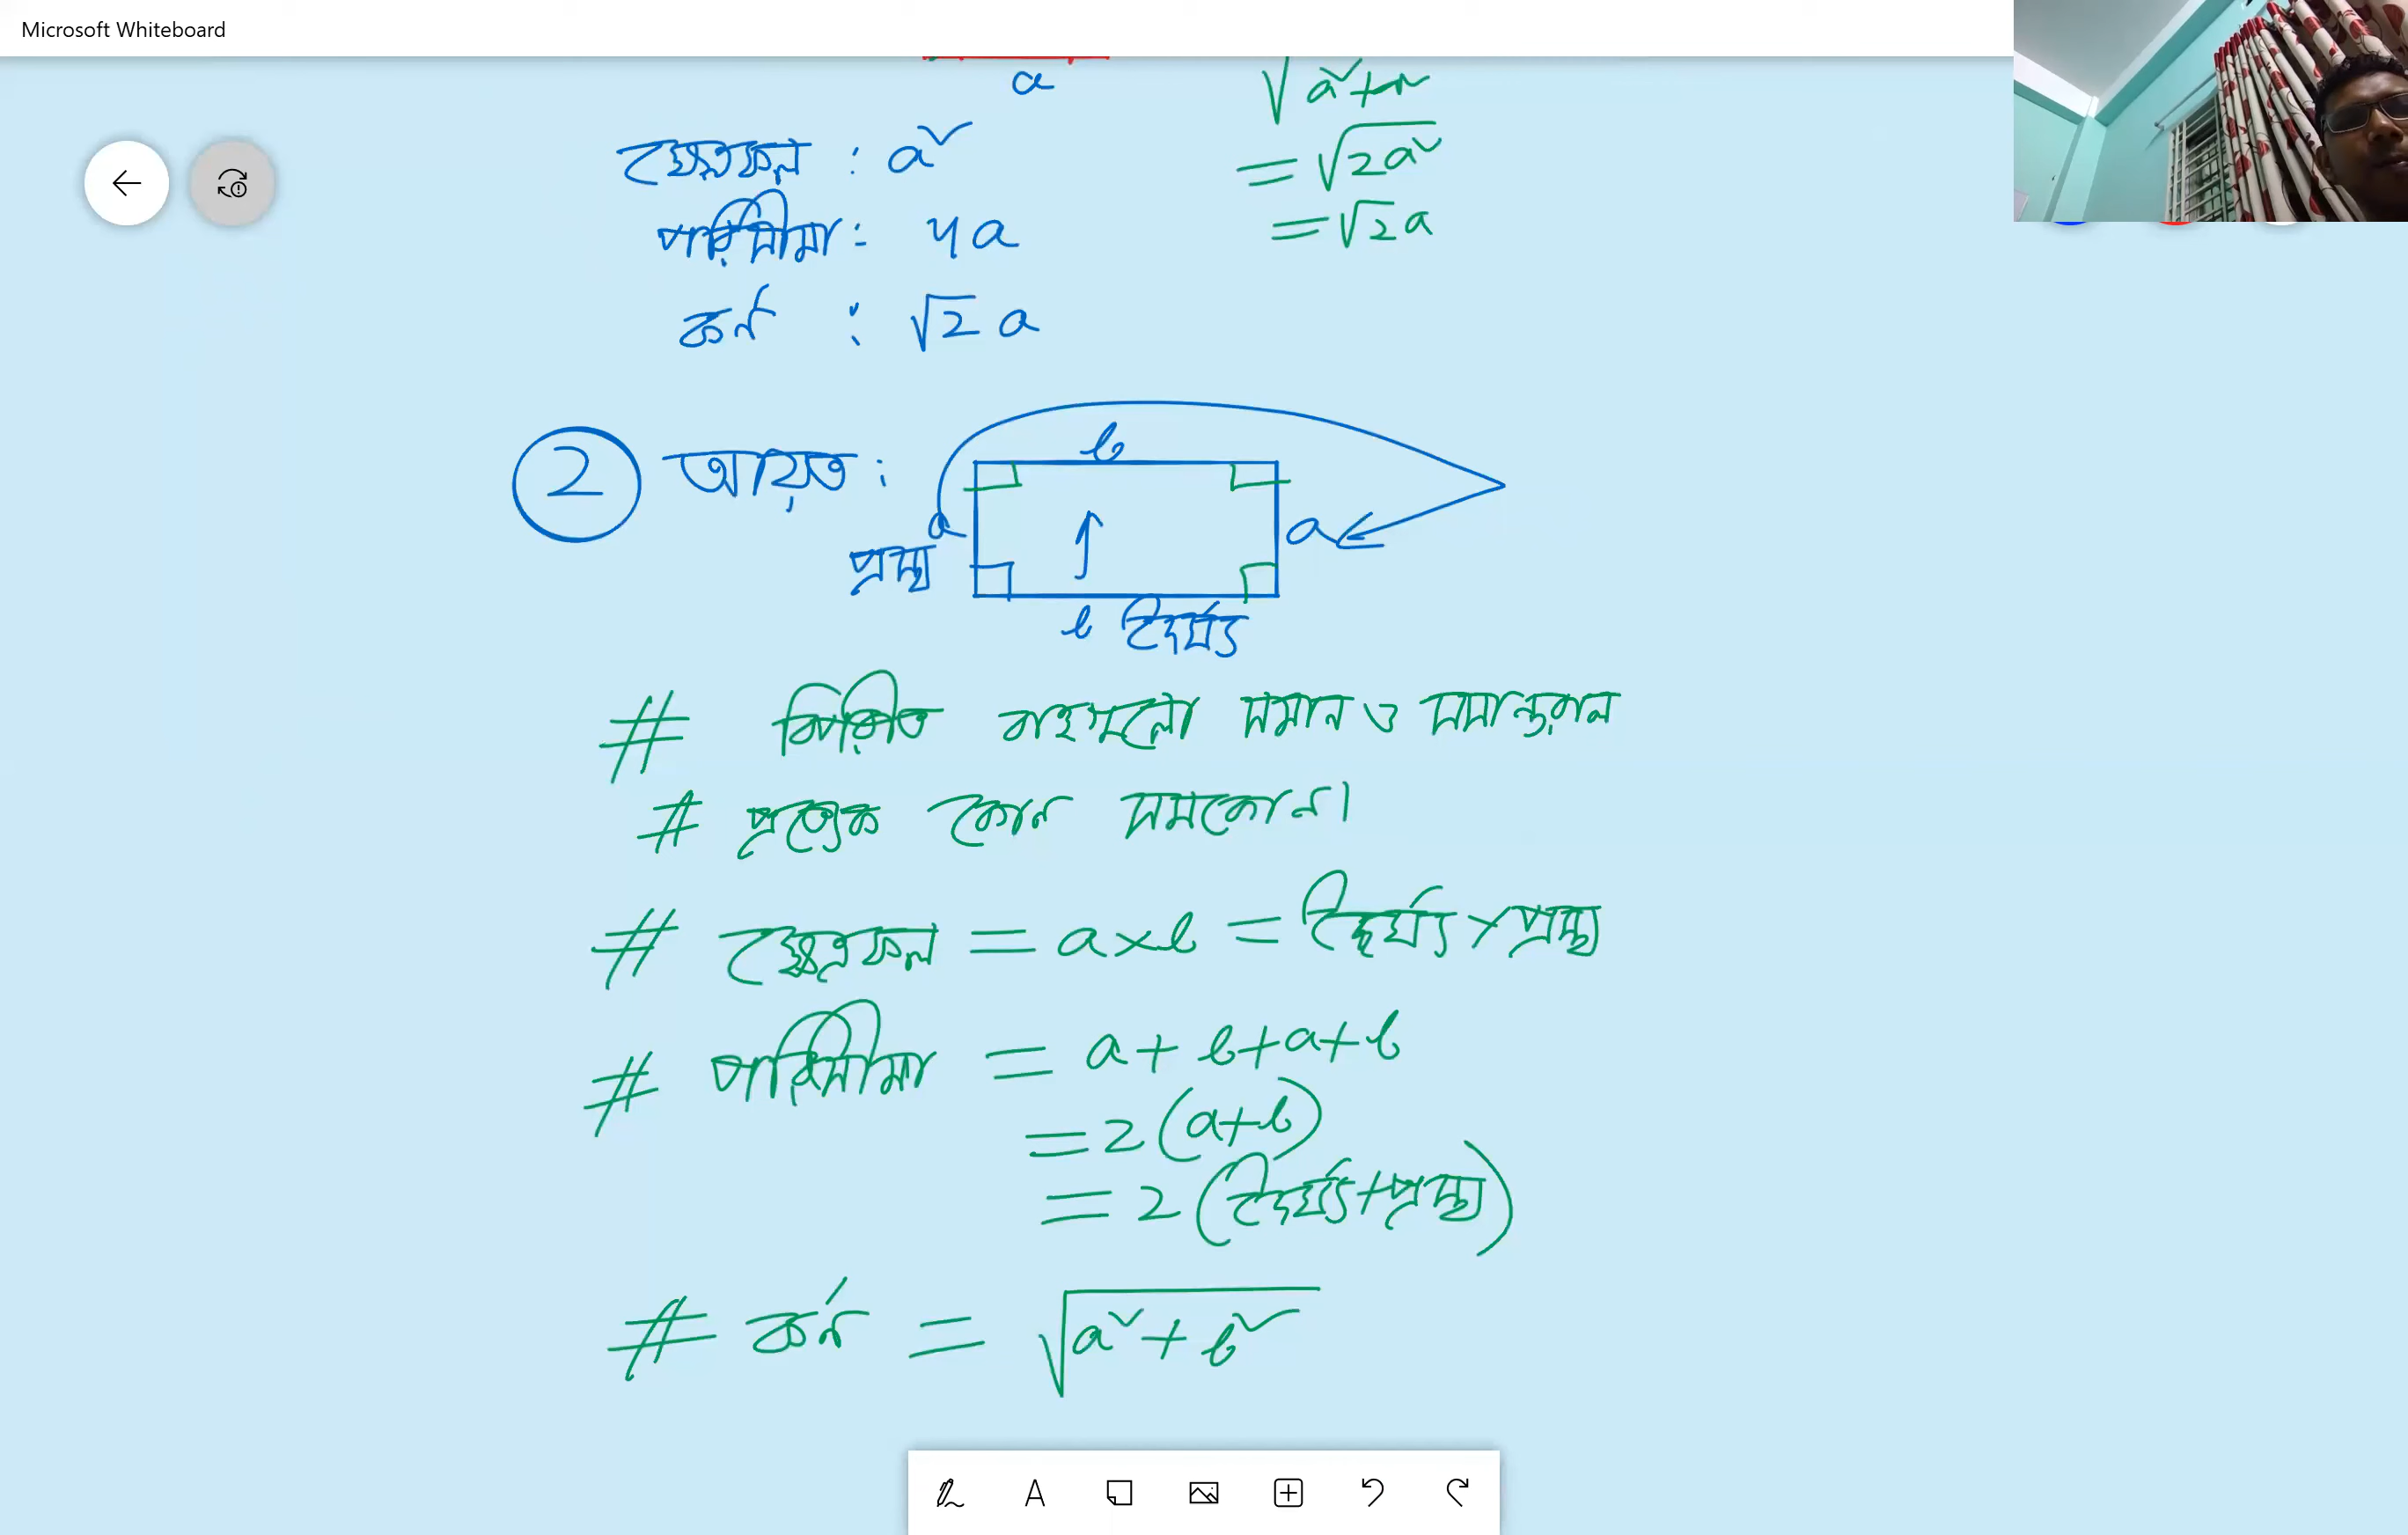 Microsoft Whiteboard
a
√a²+a²
ক্ষেত্রফল : a²
= √2a²
পরিসীমা : 4a
= √2 a
কর্ন : √2 a
2 আয়ত :
b
a
a
প্রস্থ
b দৈর্ঘ্য
# বিপরীত বাহুগুলো সমান ও সমান্তরাল
# প্রত্যেক কোন সমকোন।
# ক্ষেত্রফল = a×b = দৈর্ঘ্য × প্রস্থ
# পরিসীমা = a+b+a+b
= 2(a+b)
= 2(দৈর্ঘ্য+প্রস্থ)
# কর্ন = √a²+b²
A